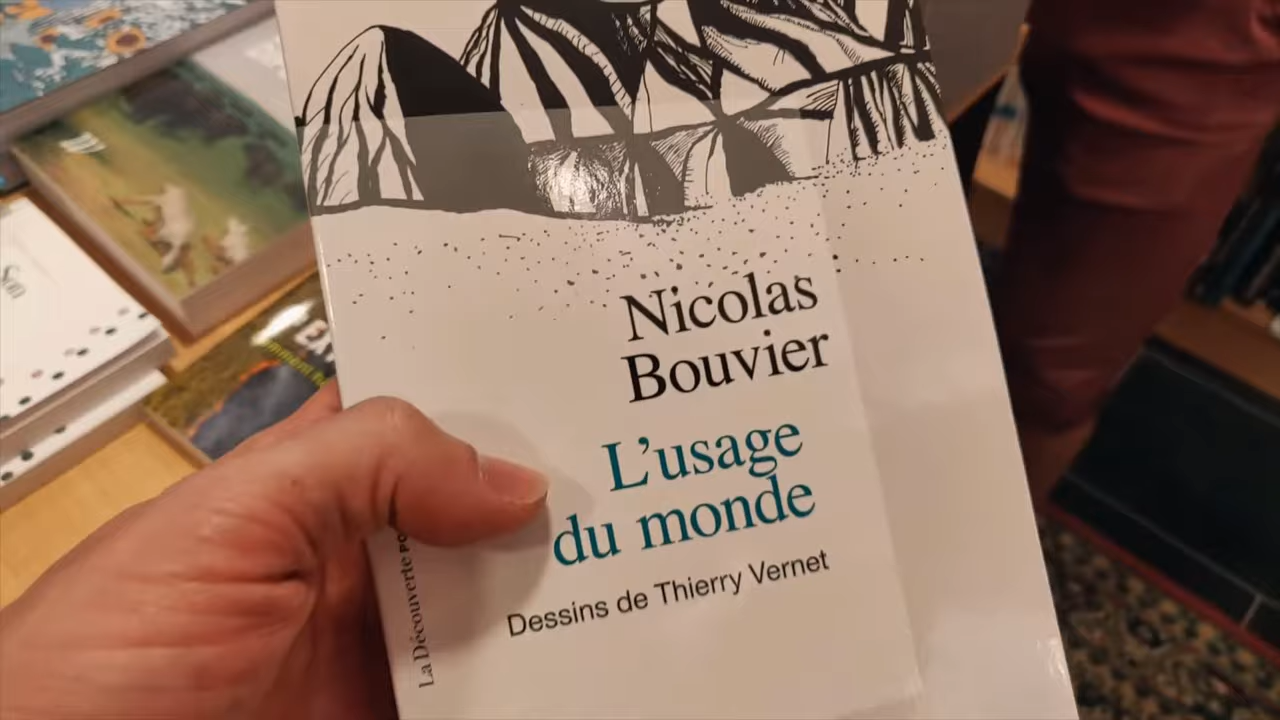 Nicolas
Bouvier
L'usage
du monde
Dessins de Thierry Vernet
La Découverte